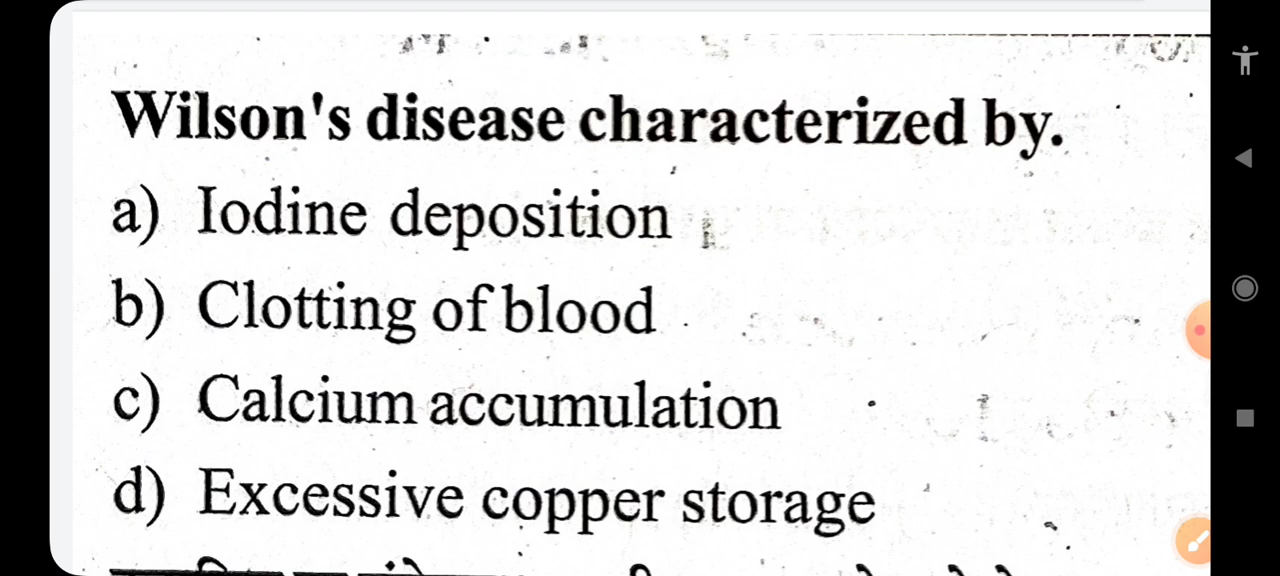 Wilson's disease characterized by.
a) Iodine deposition
b) Clotting of blood
c) Calcium accumulation
d) Excessive copper storage